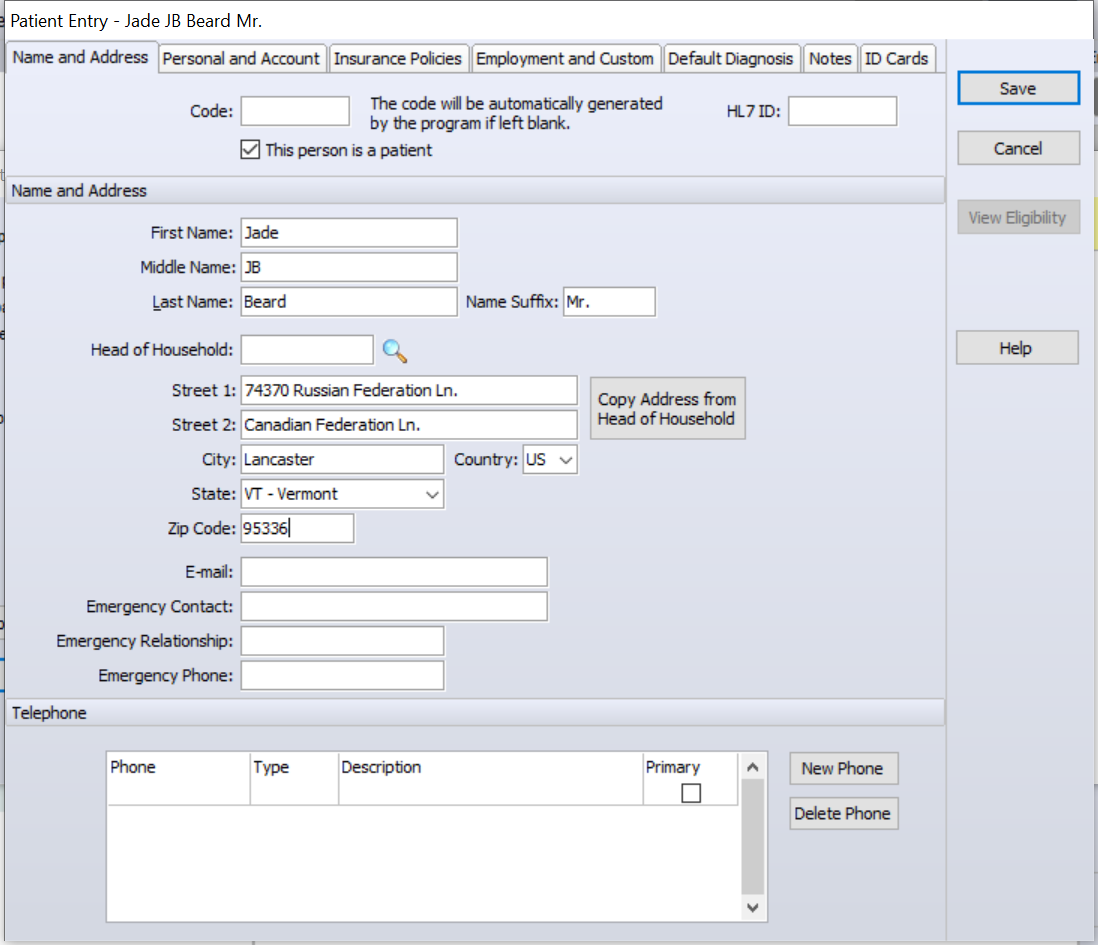 Patient Entry - Jade JB Beard Mr.
Name and Address Personal and Account Insurance Policies Employment and Custom Default Diagnosis Notes ID Cards
Save
Code: The code will be automatically generated by the program if left blank. HL7 ID:
This person is a patient
Cancel
Name and Address
View Eligibility
First Name: Jade
Middle Name: JB
Last Name: Beard Name Suffix: Mr.
Head of Household:
Help
Street 1: 74370 Russian Federation Ln.
Copy Address from
Head of Household
Street 2: Canadian Federation Ln.
City: Lancaster Country: US
State: VT - Vermont
Zip Code: 95336
E-mail:
Emergency Contact:
Emergency Relationship:
Emergency Phone:
Telephone
Phone Type Description Primary
New Phone
Delete Phone